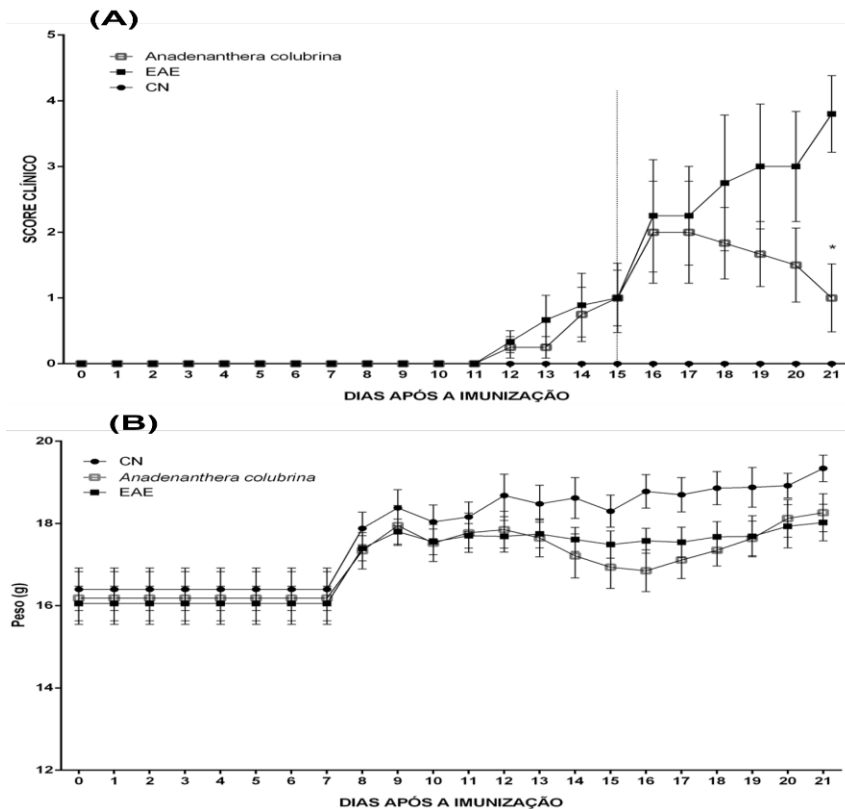 (A)
5
4
3
2
1
0
SCORE CLÍNICO
Anadenanthera colubrina
EAE
CN
*
0 1 2 3 4 5 6 7 8 9 10 11 12 13 14 15 16 17 18 19 20 21
DIAS APÓS A IMUNIZAÇÃO
(B)
20
18
16
14
12
Peso (g)
CN
Anadenanthera colubrina
EAE
0 1 2 3 4 5 6 7 8 9 10 11 12 13 14 15 16 17 18 19 20 21
DIAS APÓS A IMUNIZAÇÃO